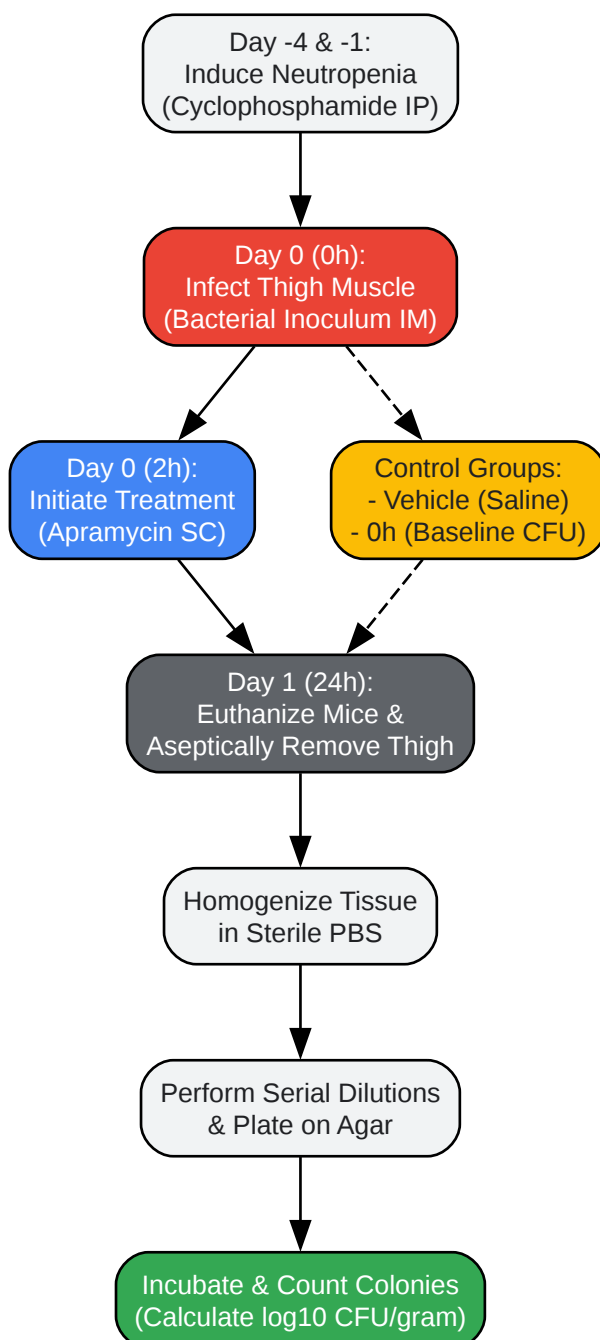 Day -4 & -1:
Induce Neutropenia
(Cyclophosphamide IP)
Day 0 (0h):
Infect Thigh Muscle
(Bacterial Inoculum IM)
Day 0 (2h):
Initiate Treatment
(Apramycin SC)
Control Groups:
- Vehicle (Saline)
- 0h (Baseline CFU)
Day 1 (24h):
Euthanize Mice &
Aseptically Remove Thigh
Homogenize Tissue
in Sterile PBS
Perform Serial Dilutions
& Plate on Agar
Incubate & Count Colonies
(Calculate log10 CFU/gram)